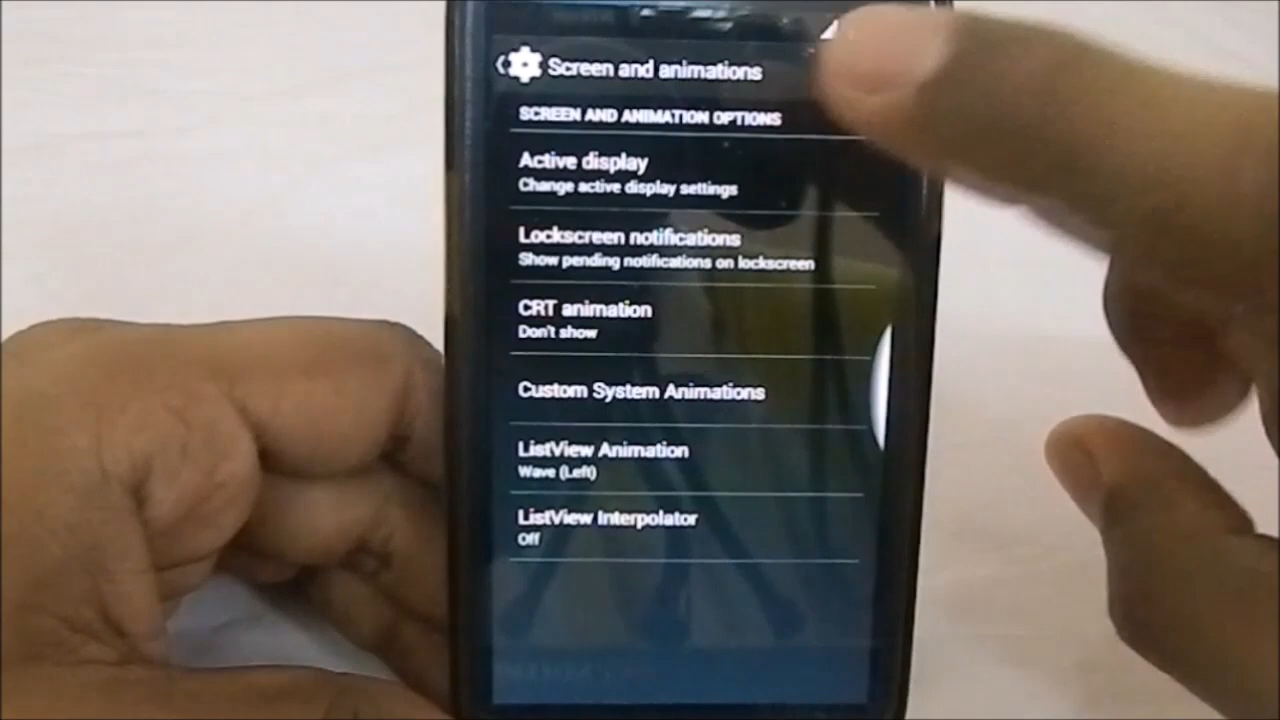 Screen and animations
SCREEN AND ANIMATION OPTIONS
Active display
Change active display settings
Lockscreen notifications
Show pending notifications on lockscreen
CRT animation
Don't show
Custom System Animations
ListView Animation
Wave (Left)
ListView Interpolator
Off